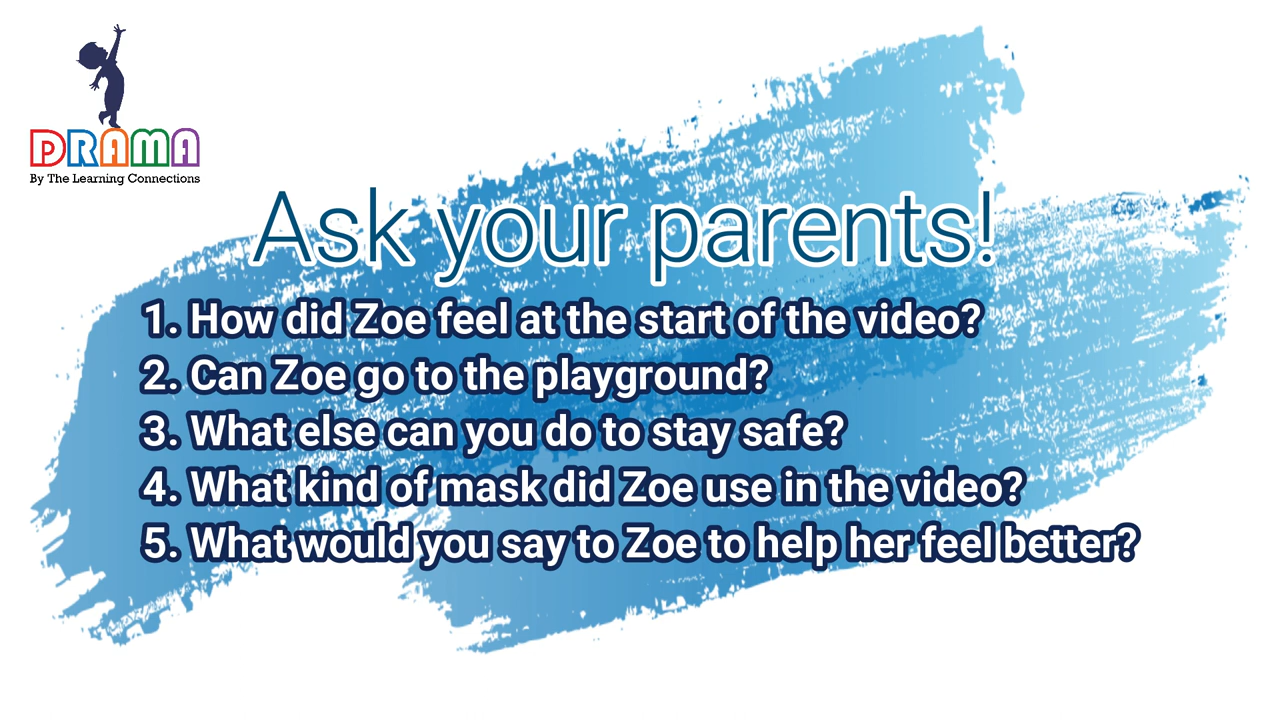 DRAMA
By The Learning Connections
Ask your parents!
1. How did Zoe feel at the start of the video?
2. Can Zoe go to the playground?
3. What else can you do to stay safe?
4. What kind of mask did Zoe use in the video?
5. What would you say to Zoe to help her feel better?